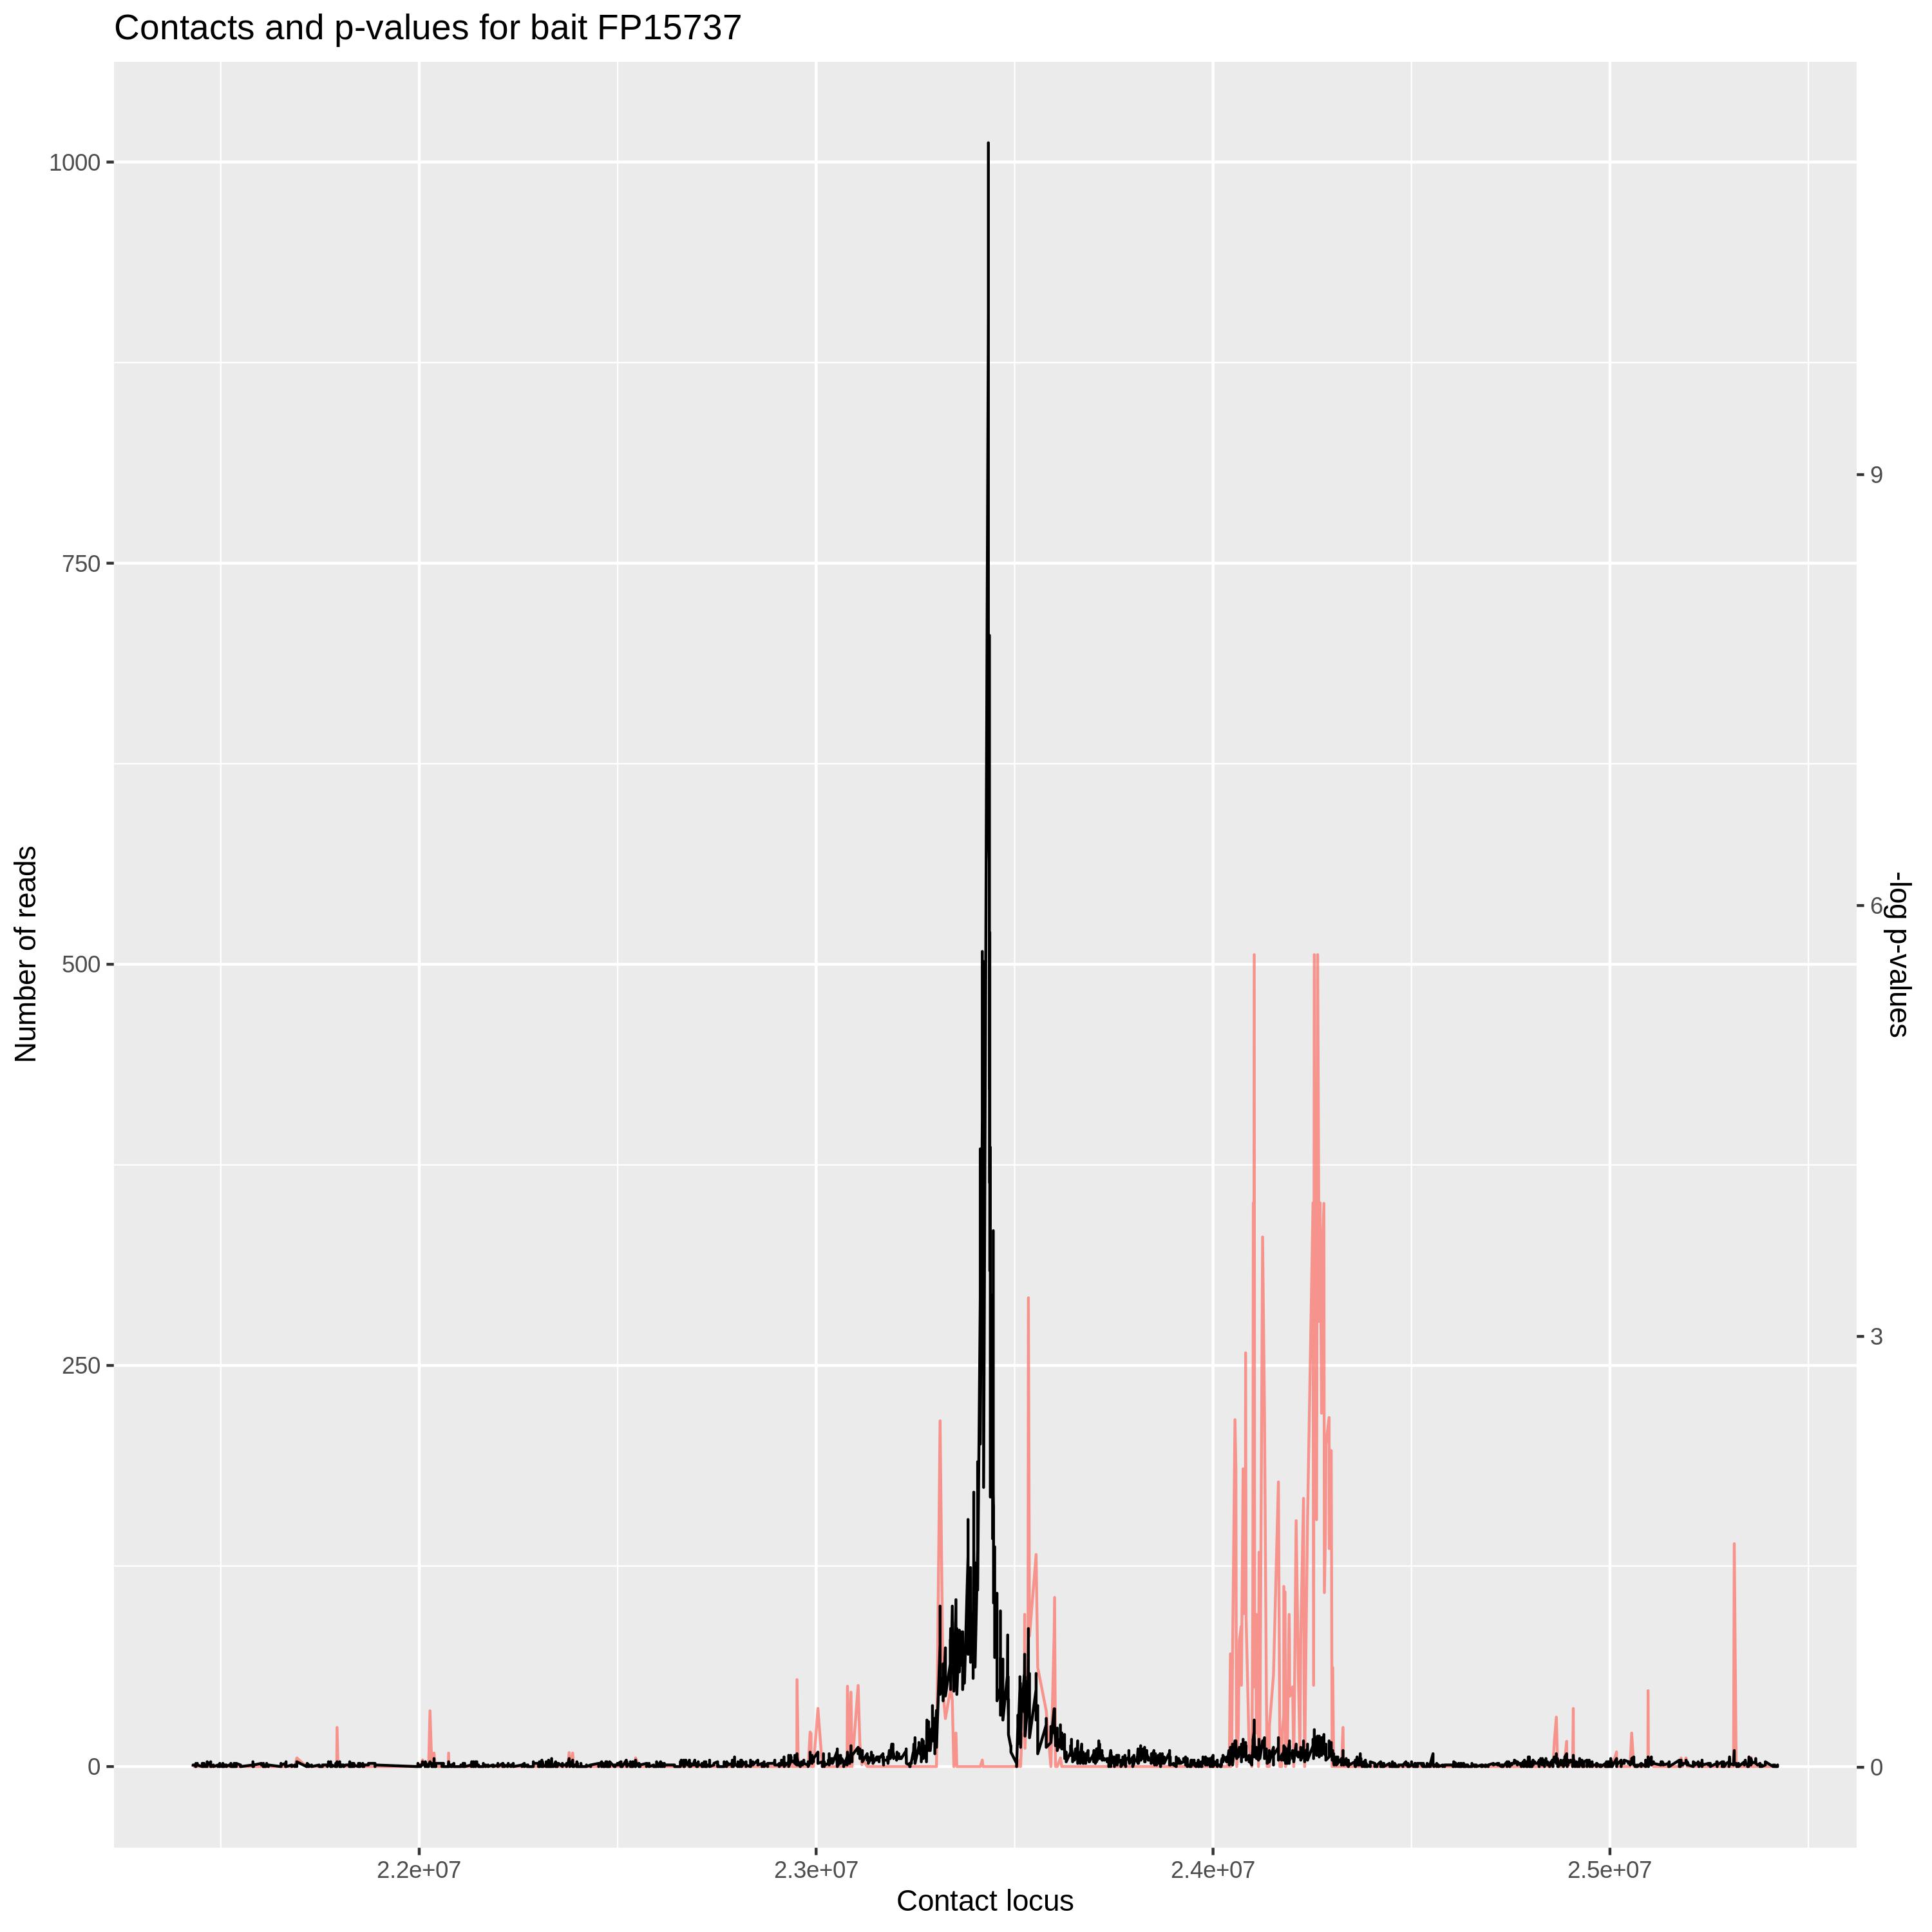 Contacts and p-values for bait FP15737
1000
750
500
250
0
Number of reads
9
6
3
0
-log p-values
2.2e+07
2.3e+07
2.4e+07
2.5e+07
Contact locus